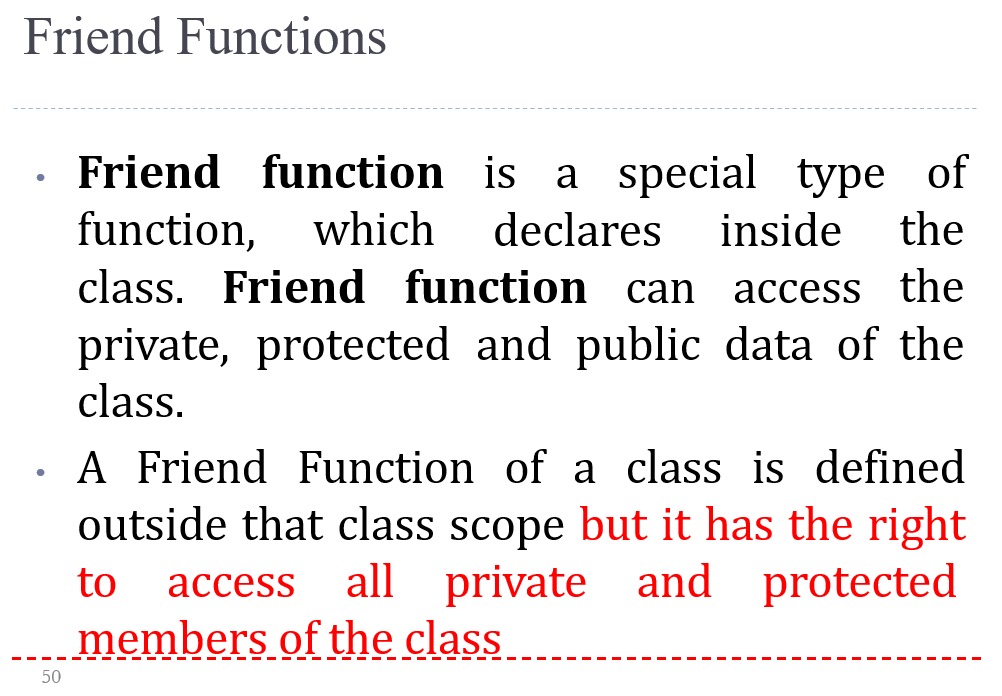 Friend Functions
• Friend function is a special type of
function, which declares inside the
class. Friend function can access the
private, protected and public data of the
class.
• A Friend Function of a class is defined
outside that class scope but it has the right
to access all private and protected
members of the class
50